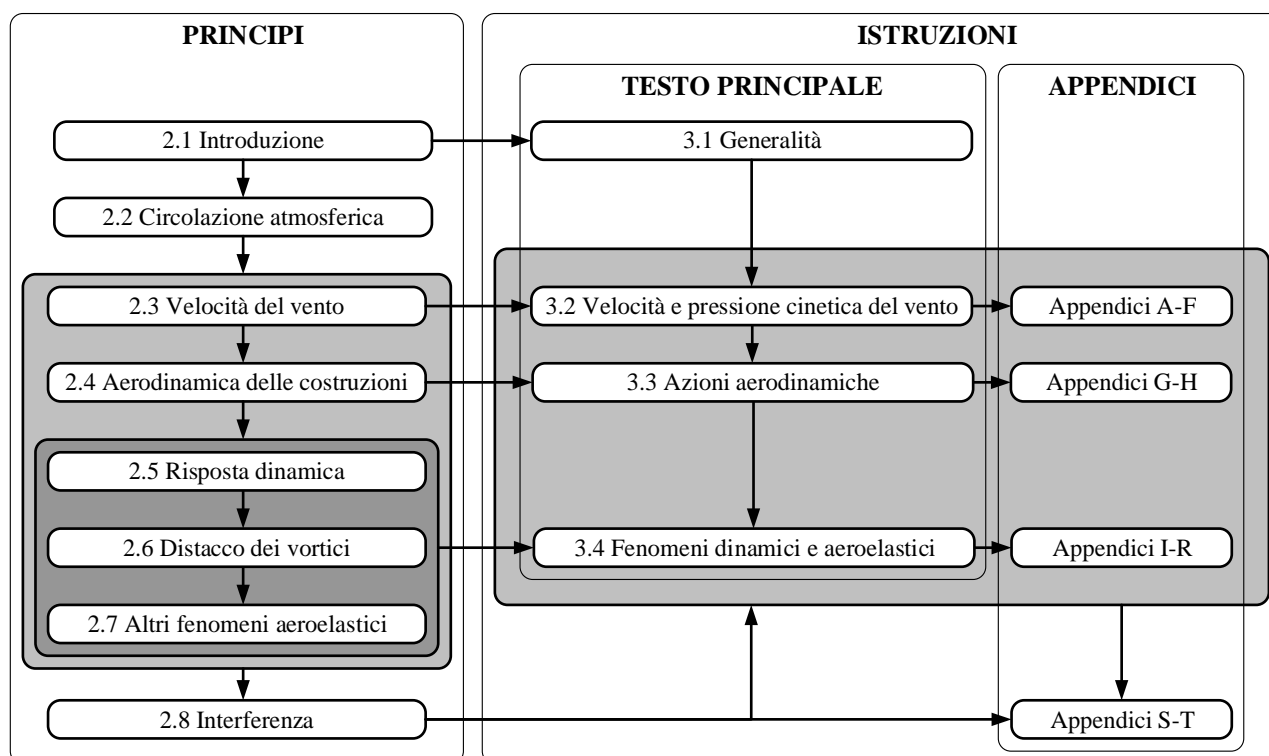 PRINCIPI
ISTRUZIONI
TESTO PRINCIPALE
APPENDICI
2.1 Introduzione
3.1 Generalità
2.2 Circolazione atmosferica
2.3 Velocità del vento
3.2 Velocità e pressione cinetica del vento
Appendici A-F
2.4 Aerodinamica delle costruzioni
3.3 Azioni aerodinamiche
Appendici G-H
2.5 Risposta dinamica
2.6 Distacco dei vortici
3.4 Fenomeni dinamici e aeroelastici
Appendici I-R
2.7 Altri fenomeni aeroelastici
2.8 Interferenza
Appendici S-T